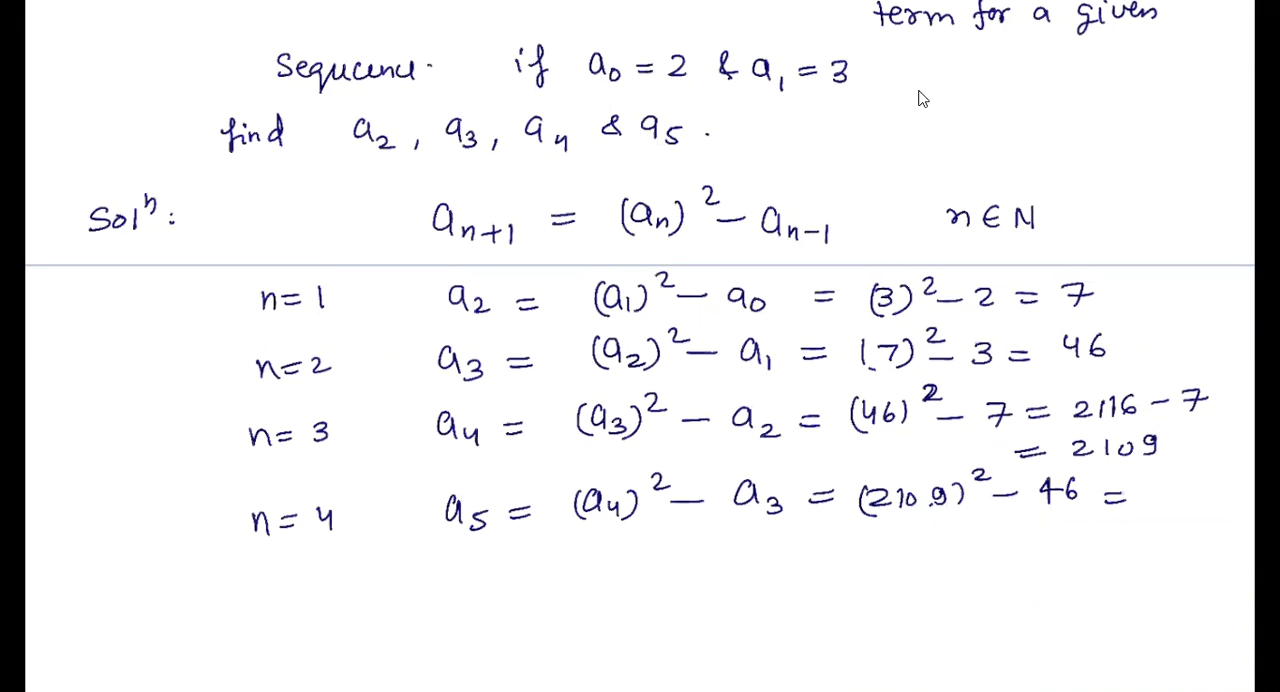 term for a given
Sequence. if a₀ = 2 & a₁ = 3
find a₂, a₃, a₄ & a₅.
Solⁿ: aₙ₊₁ = (aₙ)² − aₙ₋₁ n ∈ N
n = 1 a₂ = (a₁)² − a₀ = (3)² − 2 = 7
n = 2 a₃ = (a₂)² − a₁ = (7)² − 3 = 46
n = 3 a₄ = (a₃)² − a₂ = (46)² − 7 = 2116 − 7
= 2109
n = 4 a₅ = (a₄)² − a₃ = (2109)² − 46 =